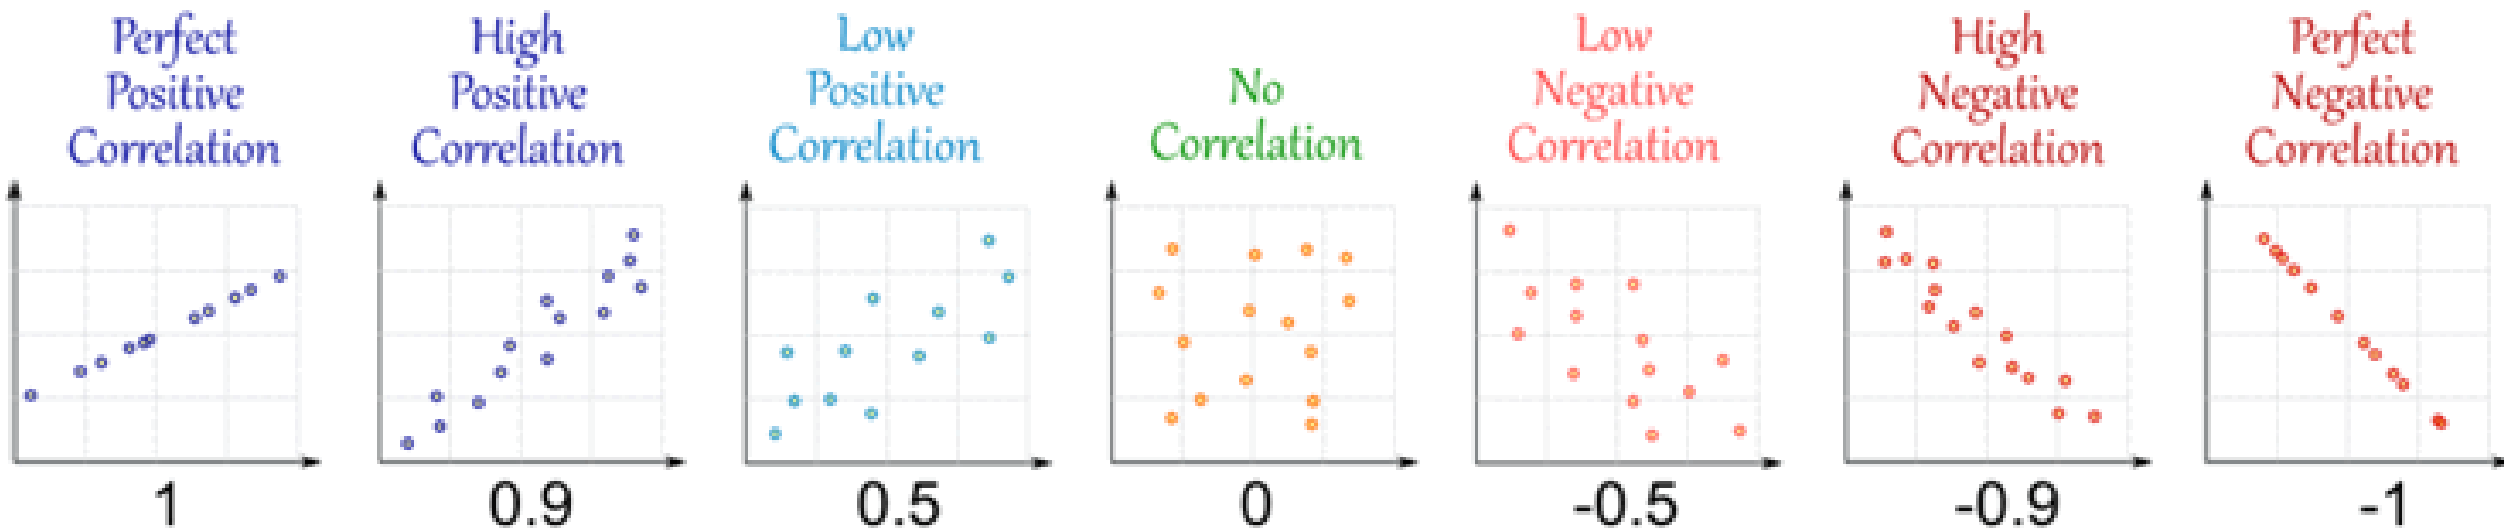 Perfect
Positive
Correlation
High
Positive
Correlation
Low
Positive
Correlation
No
Correlation
Low
Negative
Correlation
High
Negative
Correlation
Perfect
Negative
Correlation
1
0.9
0.5
0
-0.5
-0.9
-1